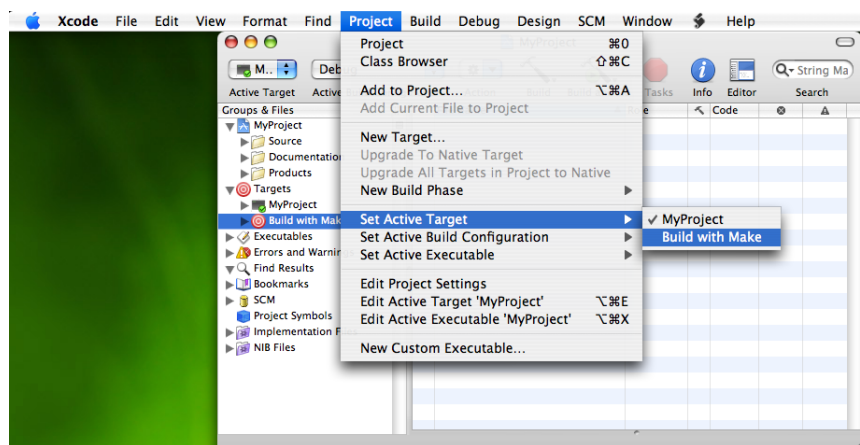 Xcode File Edit View Format Find Project Build Debug Design SCM Window Help
MyProject
Project ⌘0
Class Browser ⇧⌘C
Add to Project... ⌥⌘A
Add Current File to Project
New Target...
Upgrade To Native Target
Upgrade All Targets in Project to Native
New Build Phase
Set Active Target
Set Active Build Configuration
Set Active Executable
Edit Project Settings
Edit Active Target 'MyProject' ⌥⌘E
Edit Active Executable 'MyProject' ⌥⌘X
New Custom Executable...
✓ MyProject
Build with Make
M.. Deb
String Ma
Active Target Active Action Build Tasks Info Editor Search
Groups & Files
Code
MyProject
Source
Documentation
Products
Targets
MyProject
Build with Mak
Executables
Errors and Warnin
Find Results
Bookmarks
SCM
Project Symbols
Implementation F
NIB Files